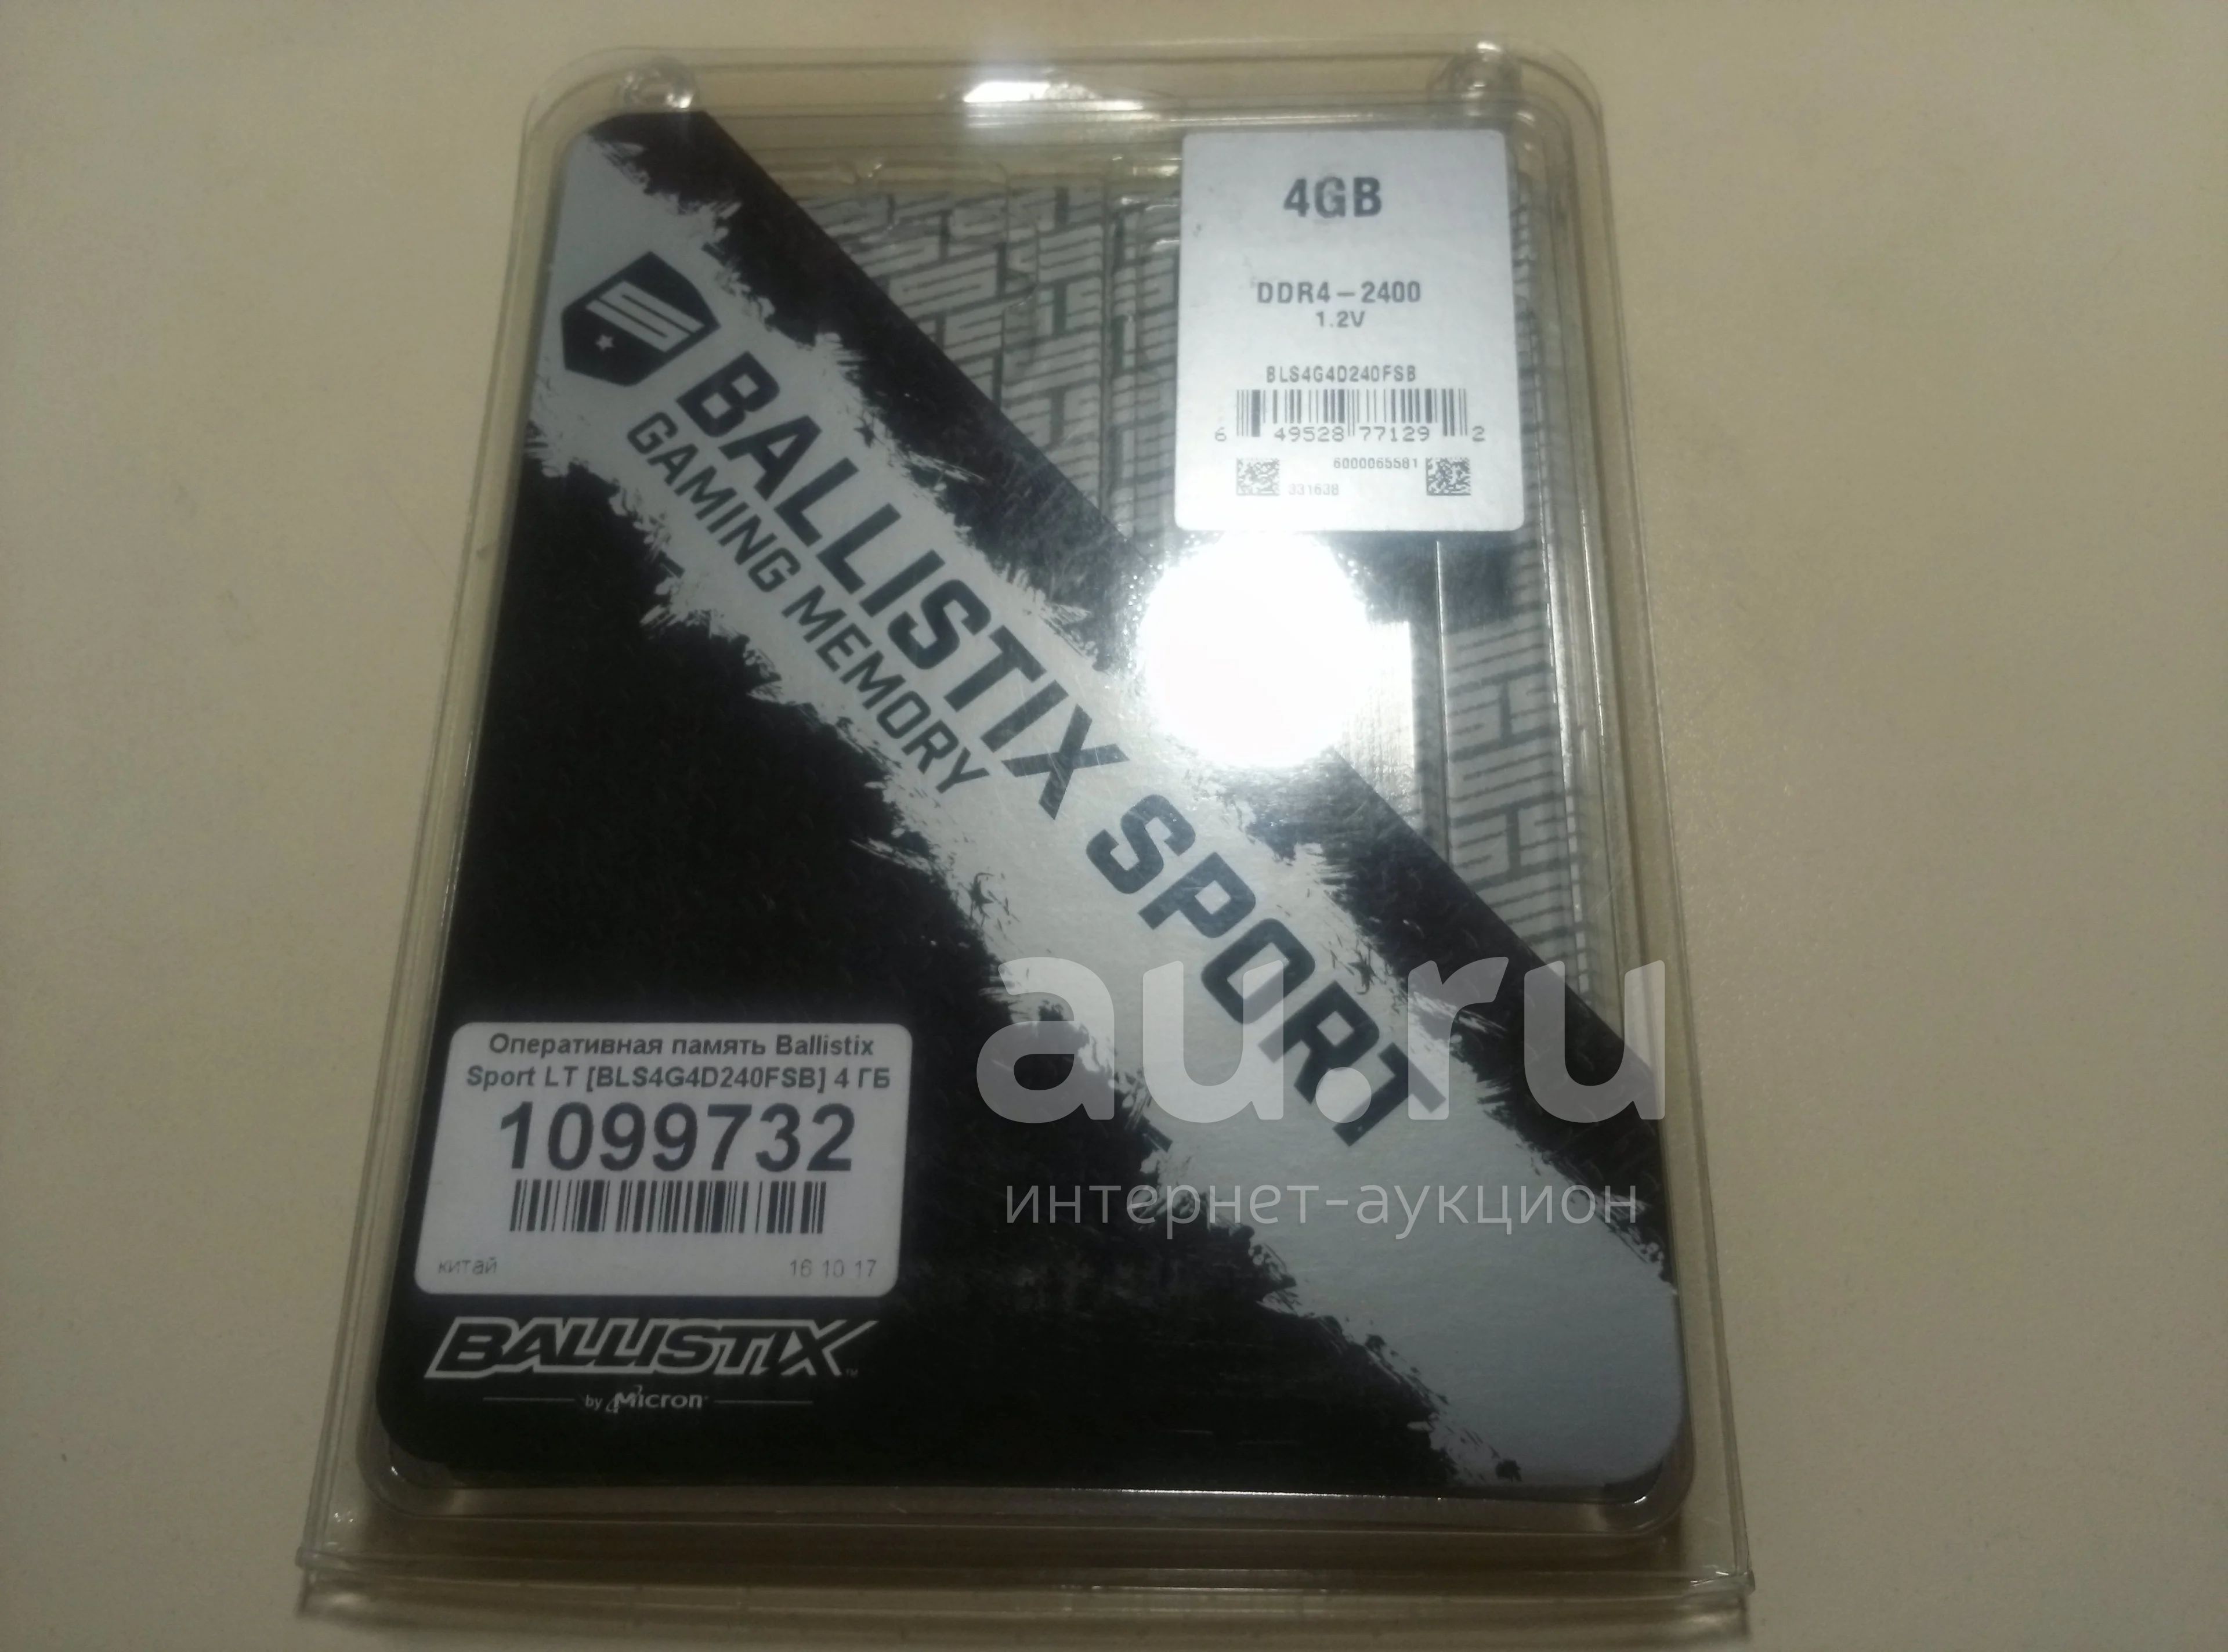 4GB
DDR4-2400
1.2V
BLS4G4D240FSB
6 49528 77129 2
6000065581
331638
BALLISTIX SPORT
GAMING MEMORY
au.ru
интернет-аукцион
Оперативная память Ballistix
Sport LT [BLS4G4D240FSB] 4 ГБ
1099732
китай 16 10 17
BALLISTIX™
by Micron